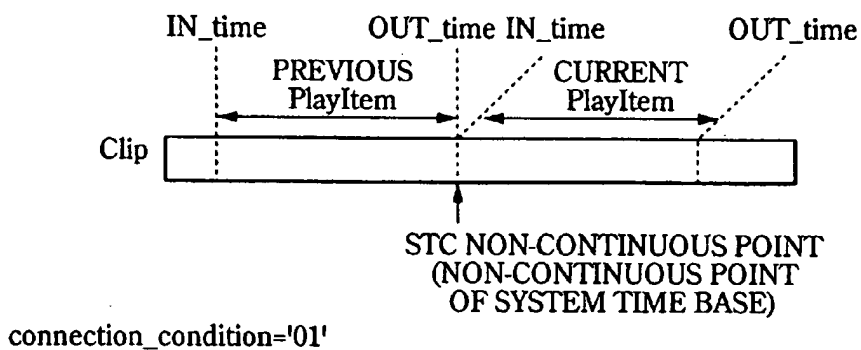 IN_time OUT_time IN_time OUT_time
PREVIOUS
PlayItem
CURRENT
PlayItem
Clip
STC NON-CONTINUOUS POINT
(NON-CONTINUOUS POINT
OF SYSTEM TIME BASE)
connection_condition='01'